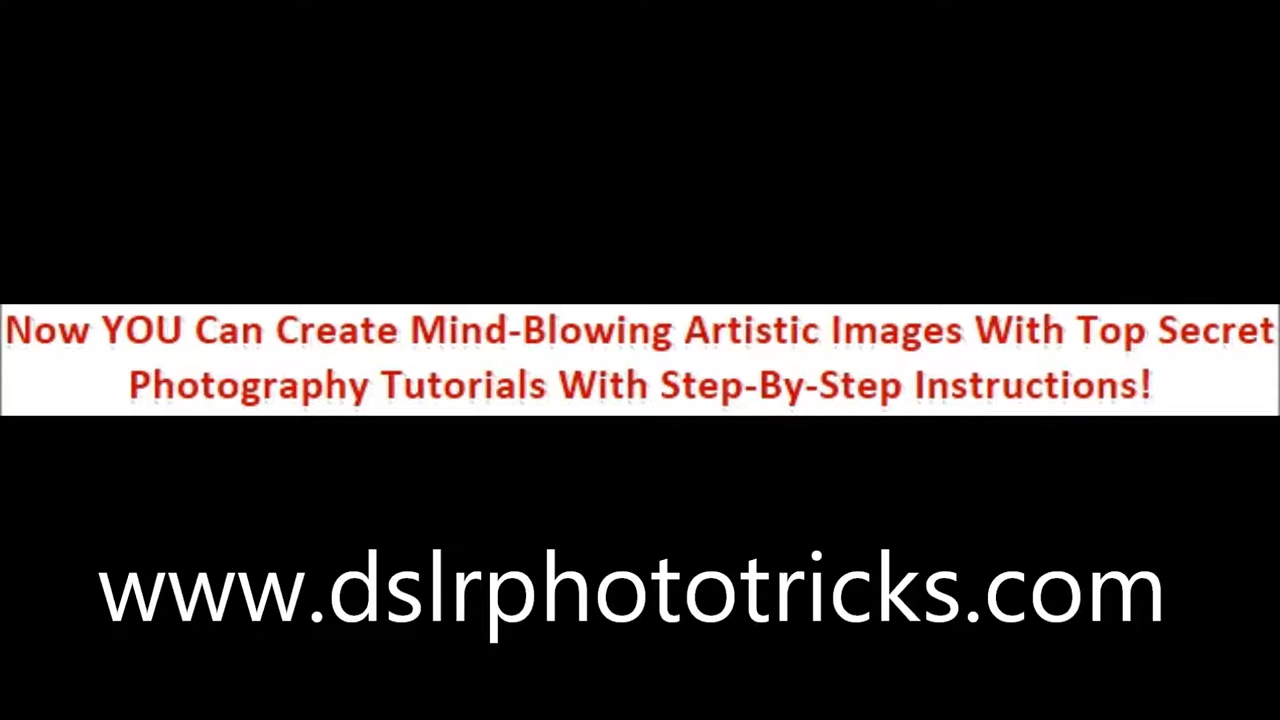 Now YOU Can Create Mind-Blowing Artistic Images With Top Secret
Photography Tutorials With Step-By-Step Instructions!
www.dslrphototricks.com